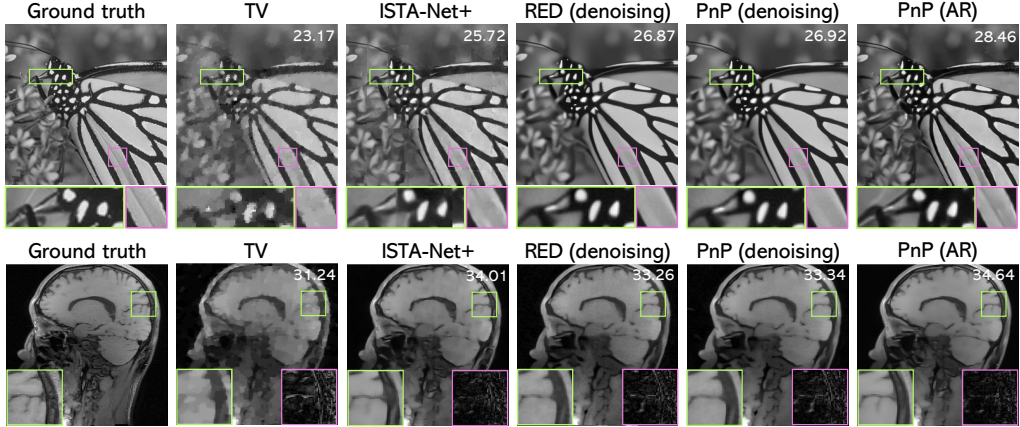 Ground truth TV ISTA-Net+ RED (denoising) PnP (denoising) PnP (AR)
23.17 25.72 26.87 26.92 28.46
Ground truth TV ISTA-Net+ RED (denoising) PnP (denoising) PnP (AR)
31.24 34.01 33.26 33.34 34.64